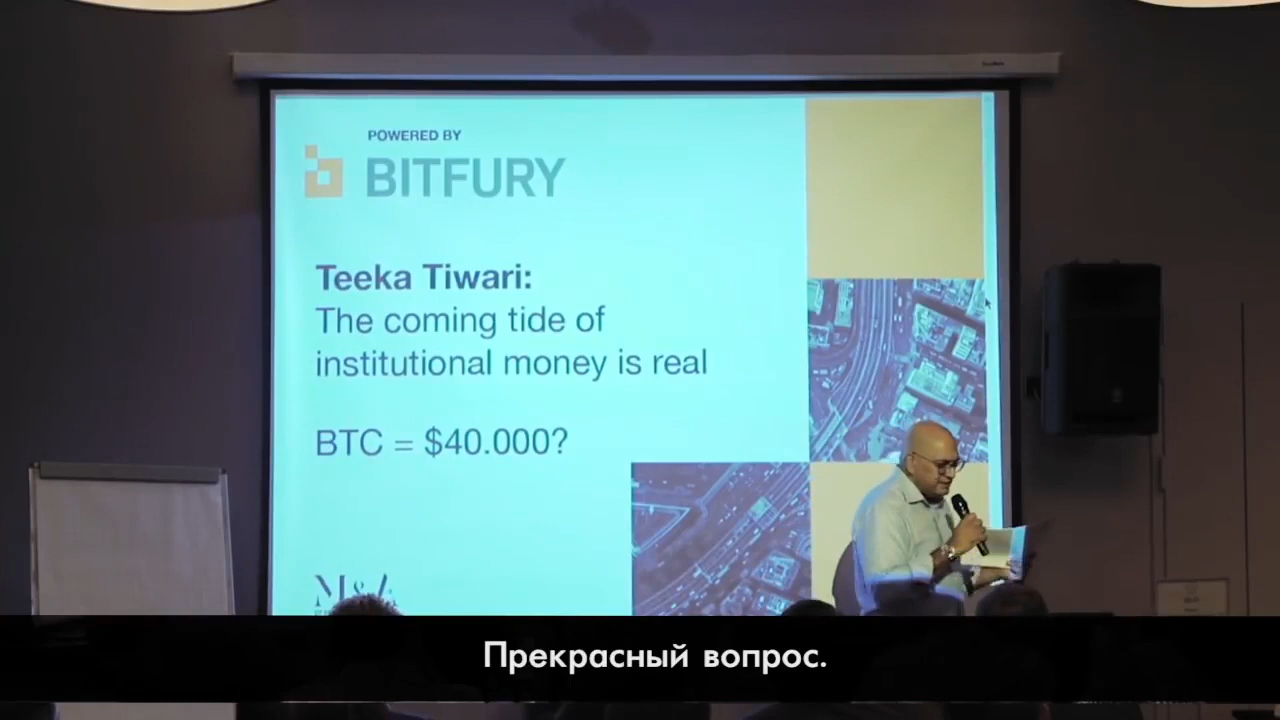 POWERED BY
BITFURY
Teeka Tiwari:
The coming tide of
institutional money is real
BTC = $40.000?
M&A
Прекрасный вопрос.